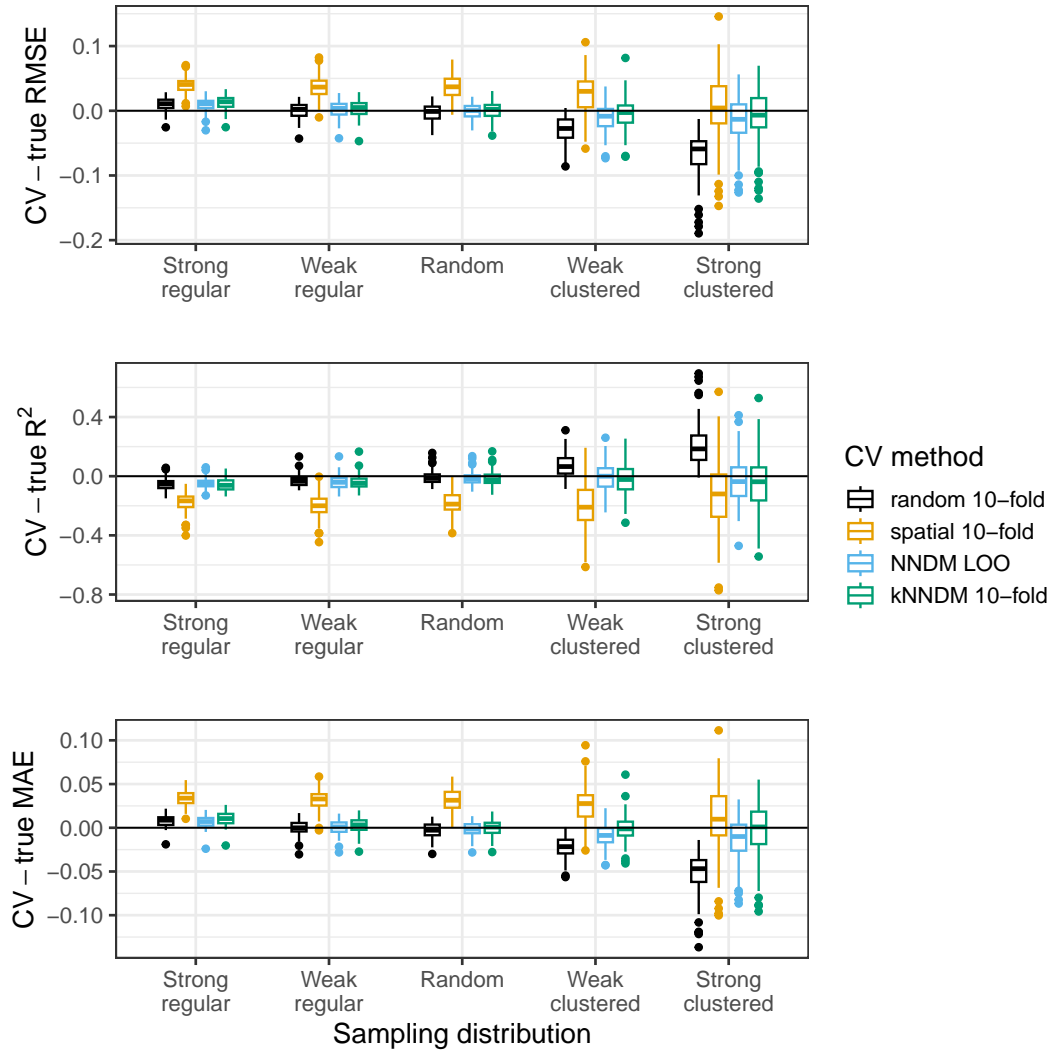 CV − true RMSE
0.1
0.0
−0.1
−0.2
Strong regular
Weak regular
Random
Weak clustered
Strong clustered
CV − true R²
0.4
0.0
−0.4
−0.8
Strong regular
Weak regular
Random
Weak clustered
Strong clustered
CV method
random 10−fold
spatial 10−fold
NNDM LOO
kNNDM 10−fold
CV − true MAE
0.10
0.05
0.00
−0.05
−0.10
Strong regular
Weak regular
Random
Weak clustered
Strong clustered
Sampling distribution